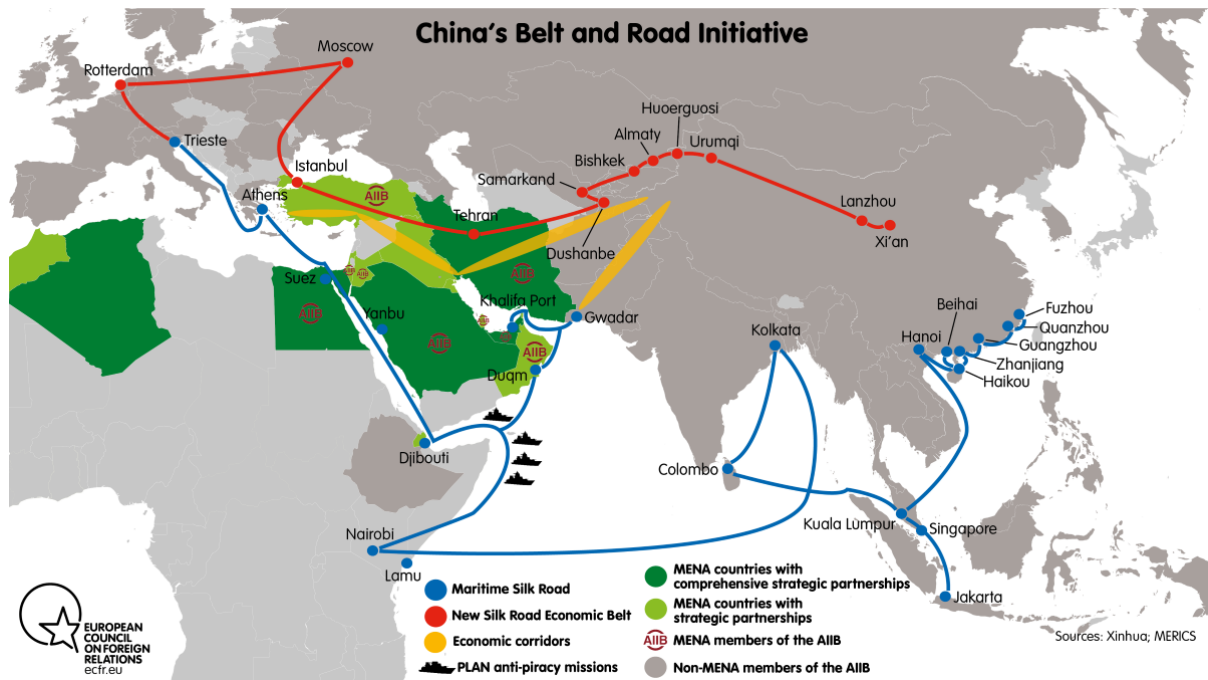 China's Belt and Road Initiative
Moscow
Rotterdam
Huoerguosi
Trieste
Almaty
Urumqi
Bishkek
Istanbul
Samarkand
Athens
AIIB
Lanzhou
Tehran
Xi'an
Dushanbe
AIIB
AIIB
Suez
AIIB
Khalifa Port
Beihai
Fuzhou
AIIB
Yanbu
Gwadar
Quanzhou
Kolkata
Hanoi
Guangzhou
AIIB
AIIB
Zhanjiang
Duqm
Haikou
Djibouti
Colombo
Kuala Lumpur
Singapore
Nairobi
Lamu
Jakarta
Maritime Silk Road
New Silk Road Economic Belt
Economic corridors
PLAN anti-piracy missions
MENA countries with
comprehensive strategic partnerships
MENA countries with
strategic partnerships
AIIB
MENA members of the AIIB
Non-MENA members of the AIIB
Sources: Xinhua; MERICS
EUROPEAN
COUNCIL
ON FOREIGN
RELATIONS
ecfr.eu